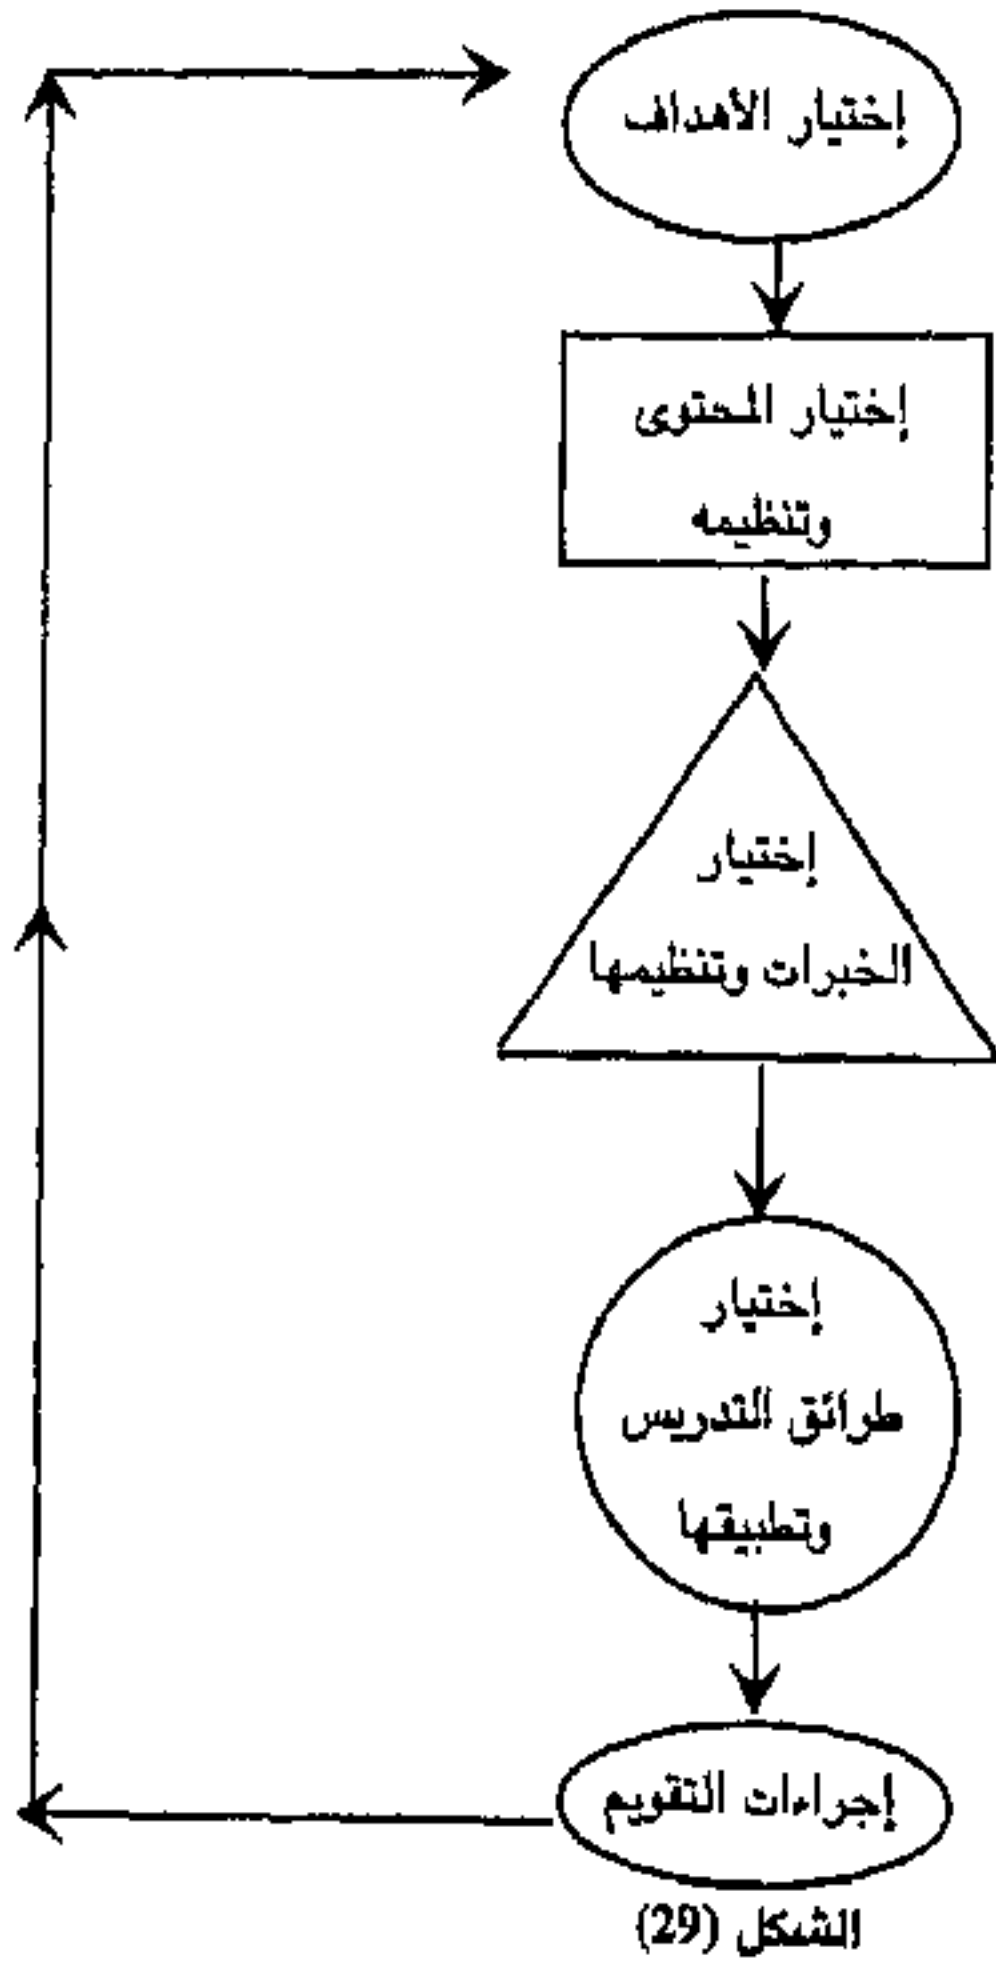 إختيار الأهداف
إختيار المحتوى
وتنظيمه
إختيار
الخبرات وتنظيمها
إختيار
طرائق التدريس
وتطبيقها
إجراءات التقويم
الشكل (29)